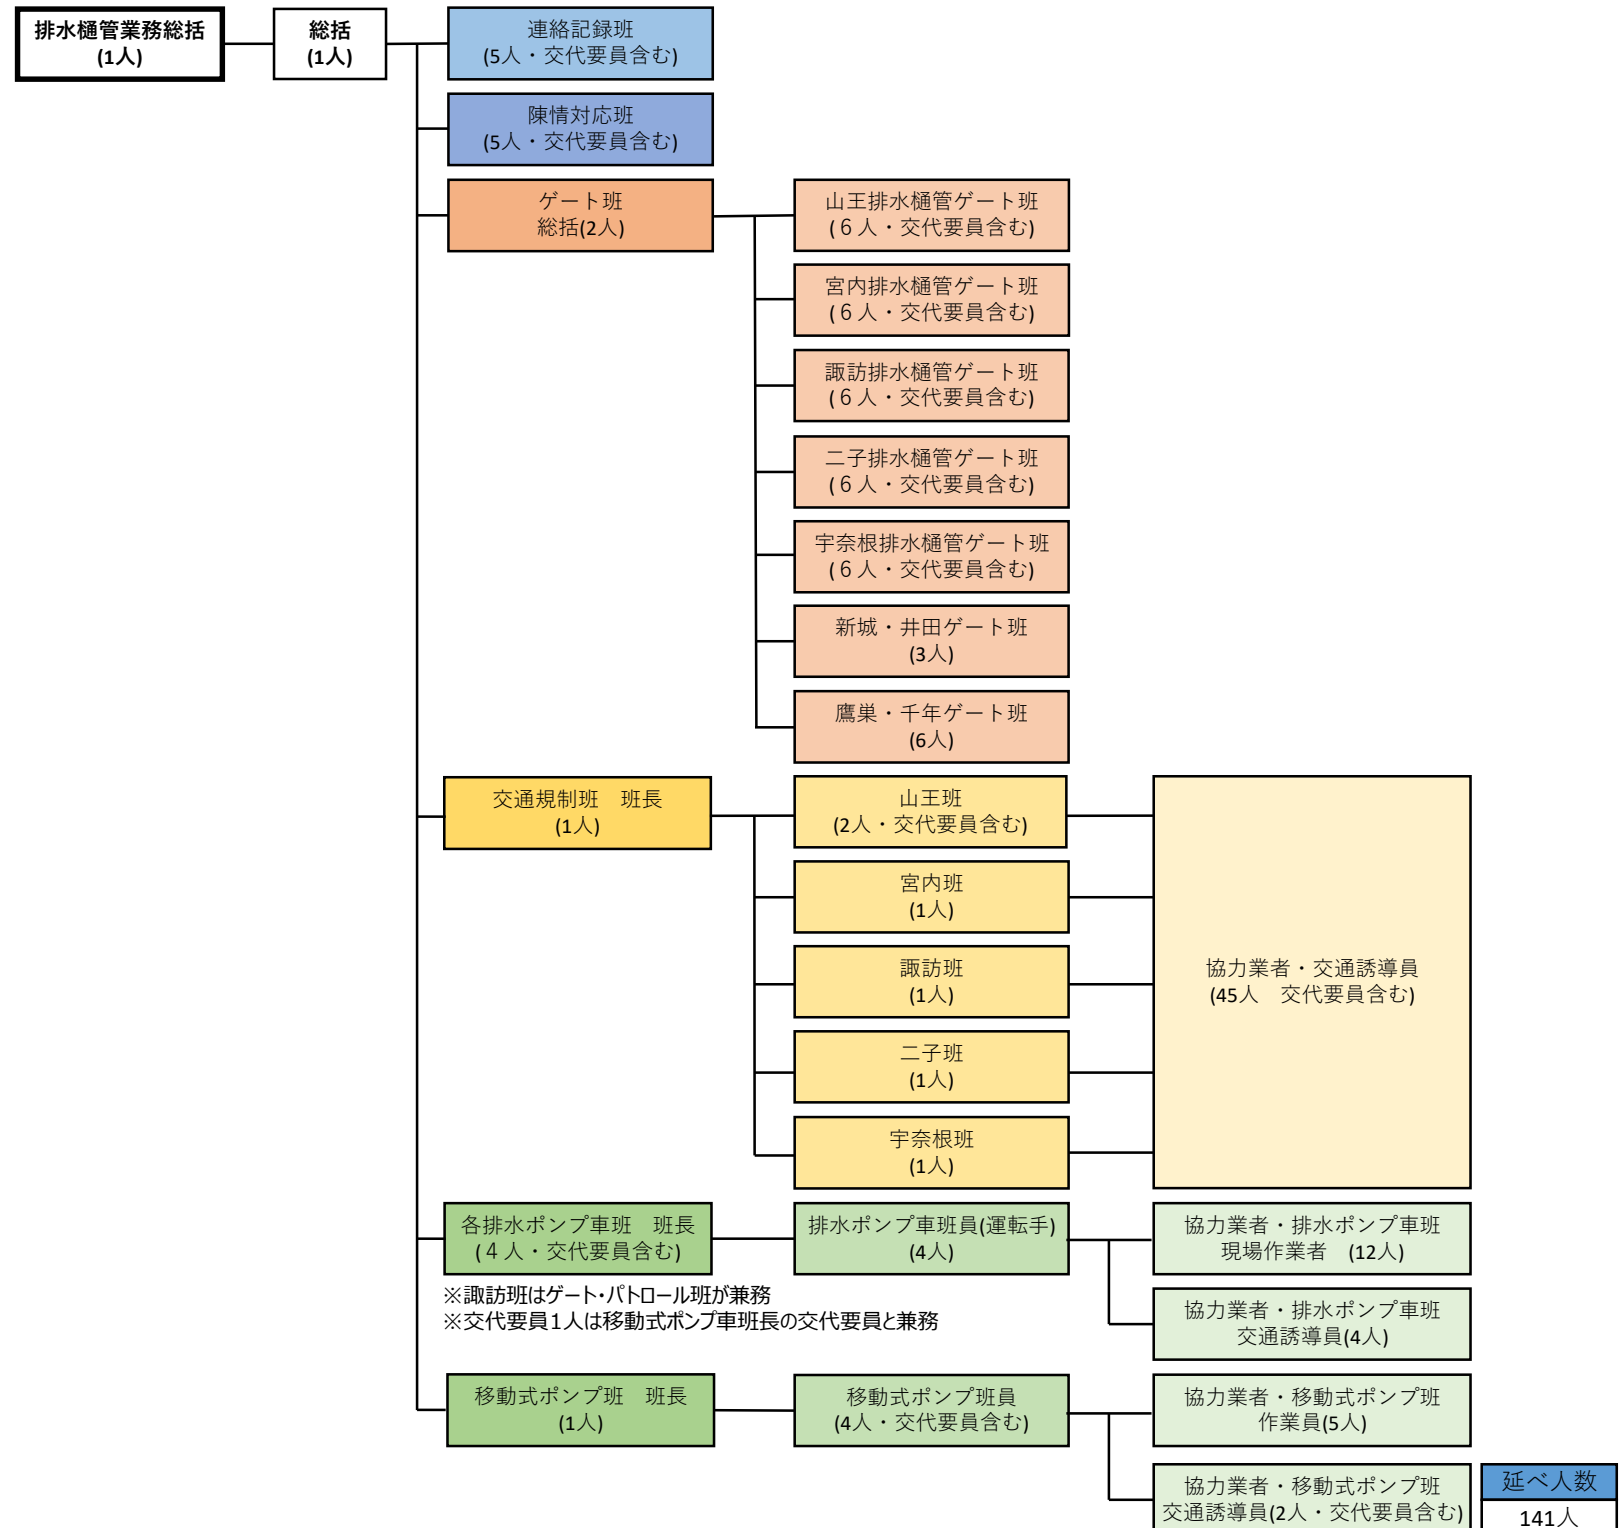 排水樋管業務総括
(1人)
総括
(1人)
連絡記録班
(5人・交代要員含む)
陳情対応班
(5人・交代要員含む)
ゲート班
総括(2人)
山王排水樋管ゲート班
(６人・交代要員含む)
宮内排水樋管ゲート班
(６人・交代要員含む)
諏訪排水樋管ゲート班
(６人・交代要員含む)
二子排水樋管ゲート班
(６人・交代要員含む)
宇奈根排水樋管ゲート班
(６人・交代要員含む)
新城・井田ゲート班
(3人)
鷹巣・千年ゲート班
(6人)
交通規制班　班長
(1人)
山王班
(2人・交代要員含む)
宮内班
(1人)
諏訪班
(1人)
二子班
(1人)
宇奈根班
(1人)
協力業者・交通誘導員
(45人　交代要員含む)
各排水ポンプ車班　班長
(４人・交代要員含む)
※諏訪班はゲート・パトロール班が兼務
※交代要員１人は移動式ポンプ車班長の交代要員と兼務
排水ポンプ車班員(運転手)
(4人)
協力業者・排水ポンプ車班
現場作業者　(12人)
協力業者・排水ポンプ車班
交通誘導員(4人)
移動式ポンプ班　班長
(1人)
移動式ポンプ班員
(4人・交代要員含む)
協力業者・移動式ポンプ班
作業員(5人)
協力業者・移動式ポンプ班
交通誘導員(2人・交代要員含む)
延べ人数
141人